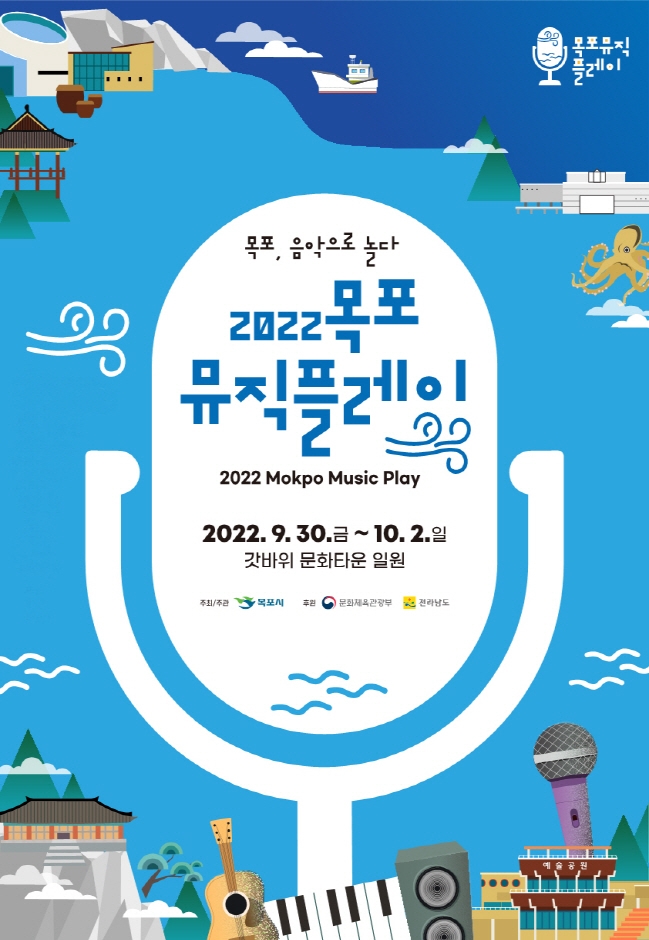 목포뮤직
플레이
목포, 음악으로 놀다
2022목포
뮤직플레이
2022 Mokpo Music Play
2022. 9. 30.금 ~ 10. 2.일
갓바위 문화타운 일원
주최/주관 목포시 후원 문화체육관광부 전라남도
예술공원